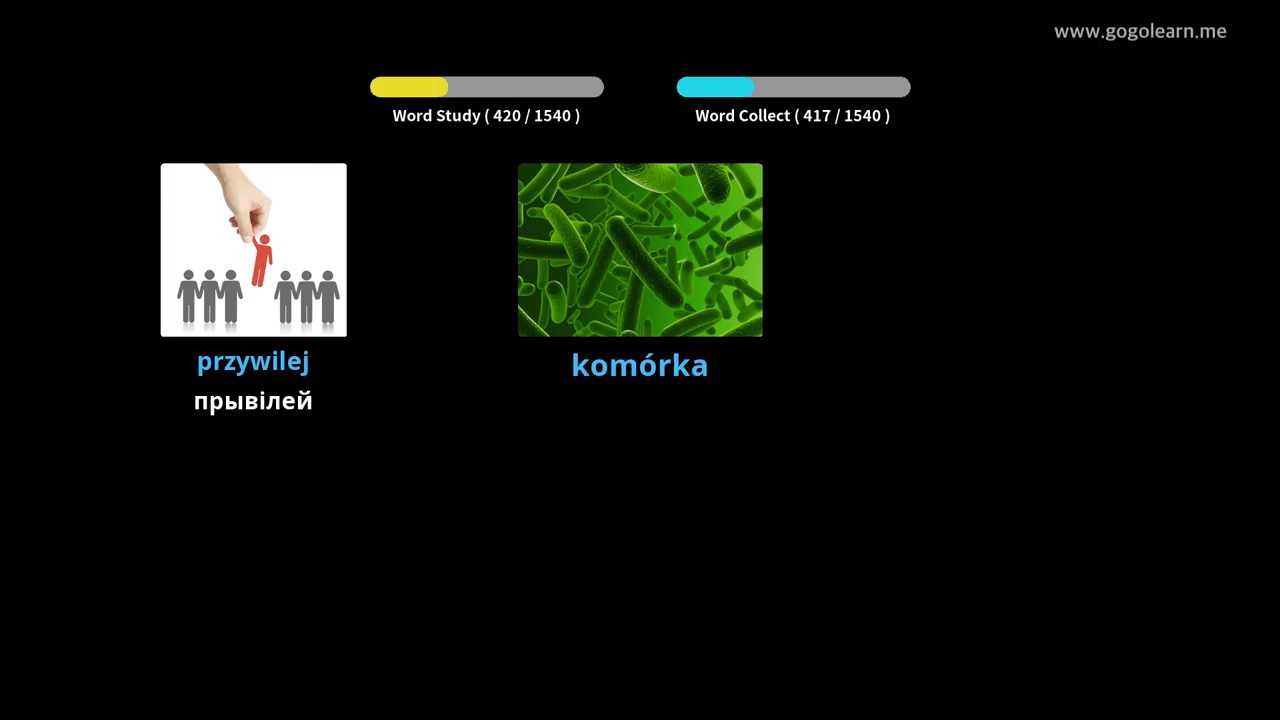 www.gogolearn.me
Word Study ( 420 / 1540 )
Word Collect ( 417 / 1540 )
przywilej
прывілей
komórka